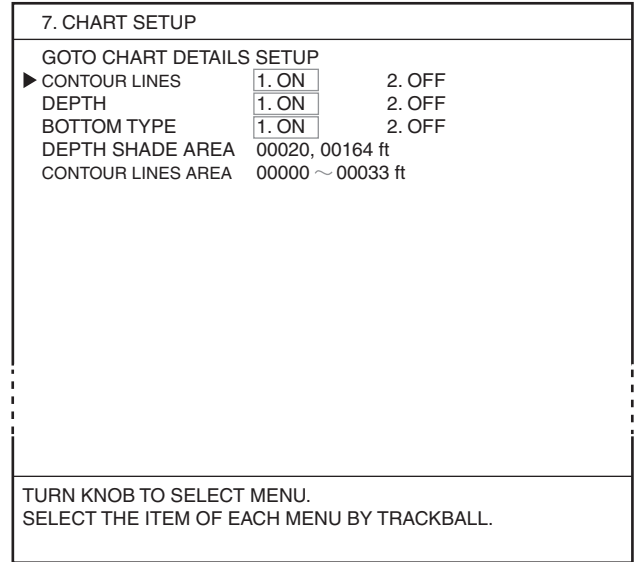 7. CHART SETUP
GOTO CHART DETAILS SETUP
▶ CONTOUR LINES 1. ON 2. OFF
DEPTH 1. ON 2. OFF
BOTTOM TYPE 1. ON 2. OFF
DEPTH SHADE AREA 00020, 00164 ft
CONTOUR LINES AREA 00000 ~ 00033 ft
TURN KNOB TO SELECT MENU.
SELECT THE ITEM OF EACH MENU BY TRACKBALL.